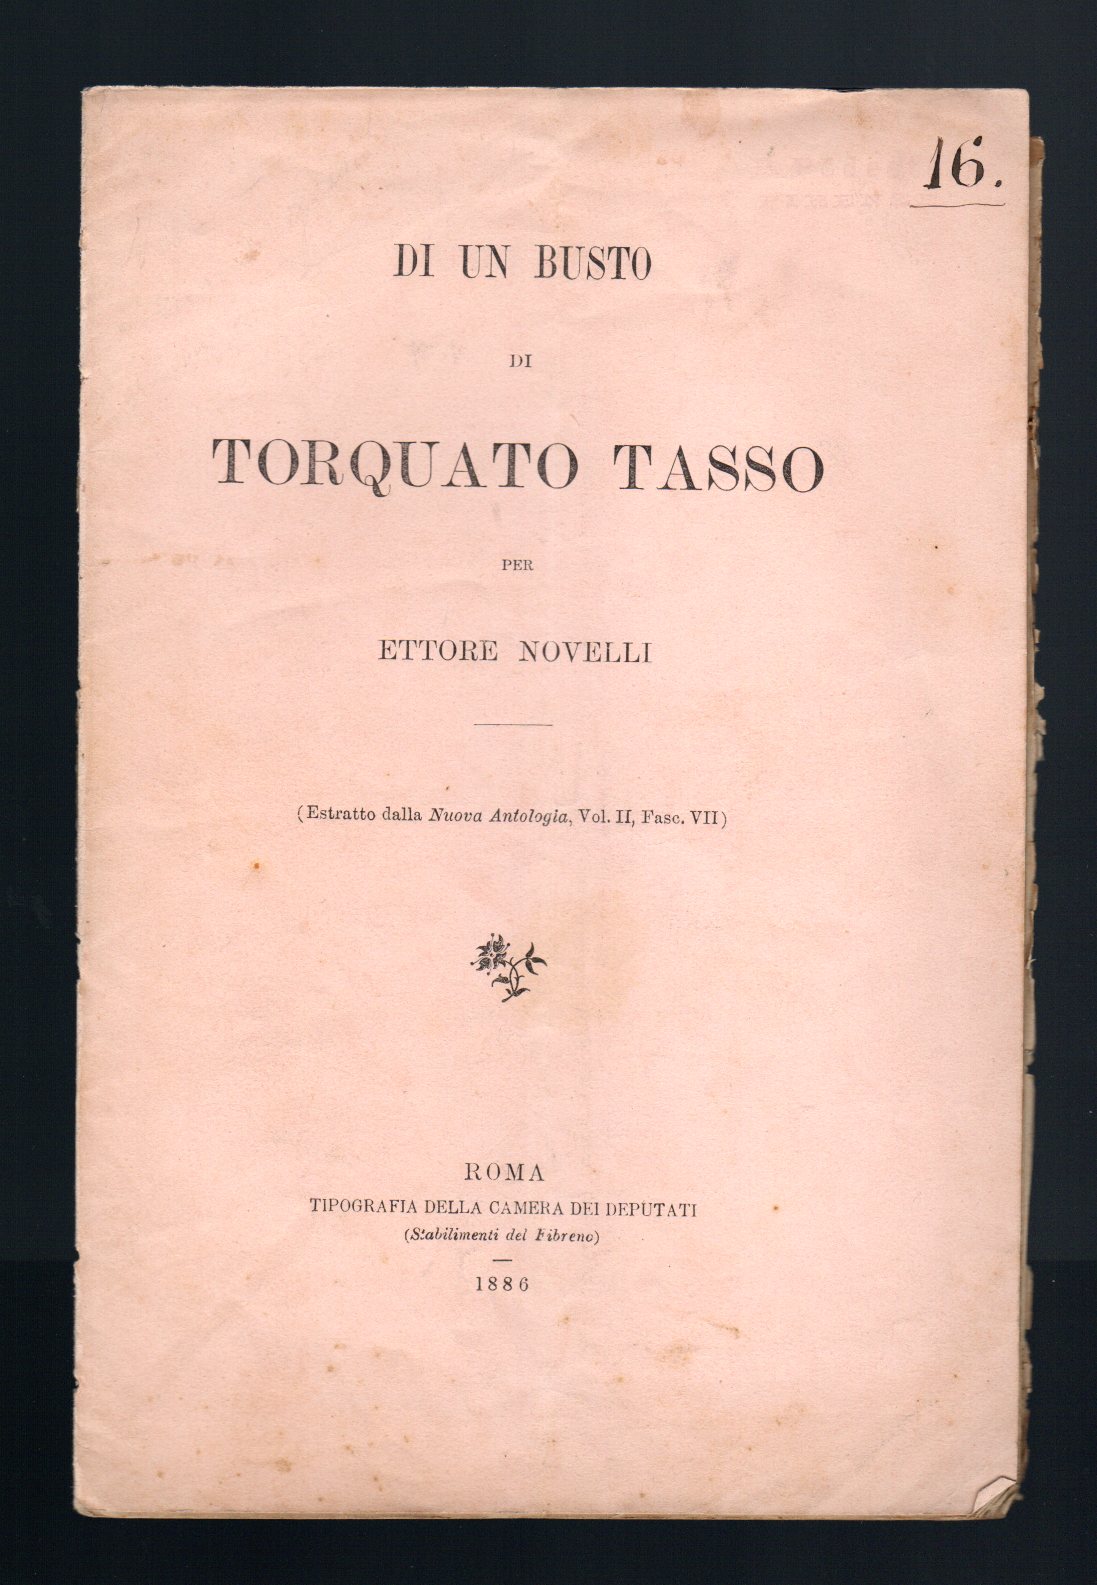 16.
DI UN BUSTO
DI
TORQUATO TASSO
PER
ETTORE NOVELLI
(Estratto dalla Nuova Antologia, Vol. II, Fasc. VII)
ROMA
TIPOGRAFIA DELLA CAMERA DEI DEPUTATI
(Stabilimenti del Fibreno)
1886